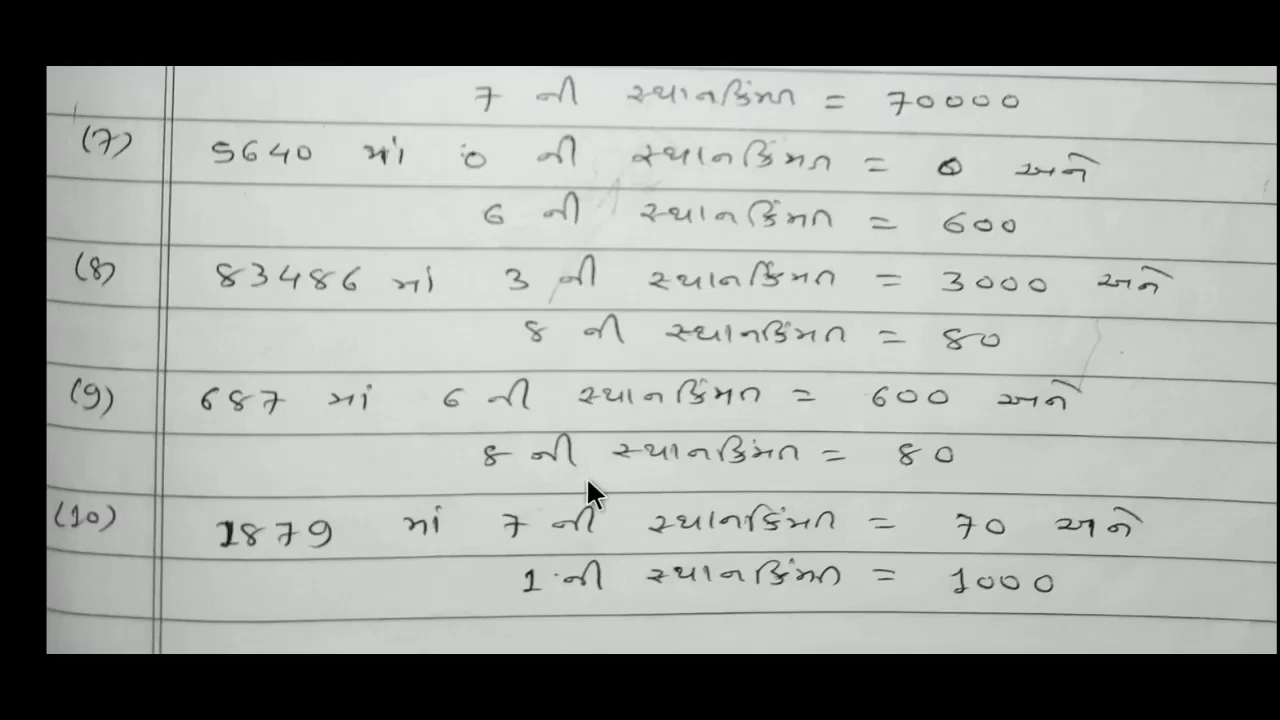 7 ની સ્થાનકિંમત = 70000
(7) 5640 માં 0 ની સ્થાનકિંમત = 0 અને
6 ની સ્થાનકિંમત = 600
(8) 83486 માં 3 ની સ્થાનકિંમત = 3000 અને
8 ની સ્થાનકિંમત = 80
(9) 687 માં 6 ની સ્થાનકિંમત = 600 અને
8 ની સ્થાનકિંમત = 80
(10) 1879 માં 7 ની સ્થાનકિંમત = 70 અને
1 ની સ્થાનકિંમત = 1000